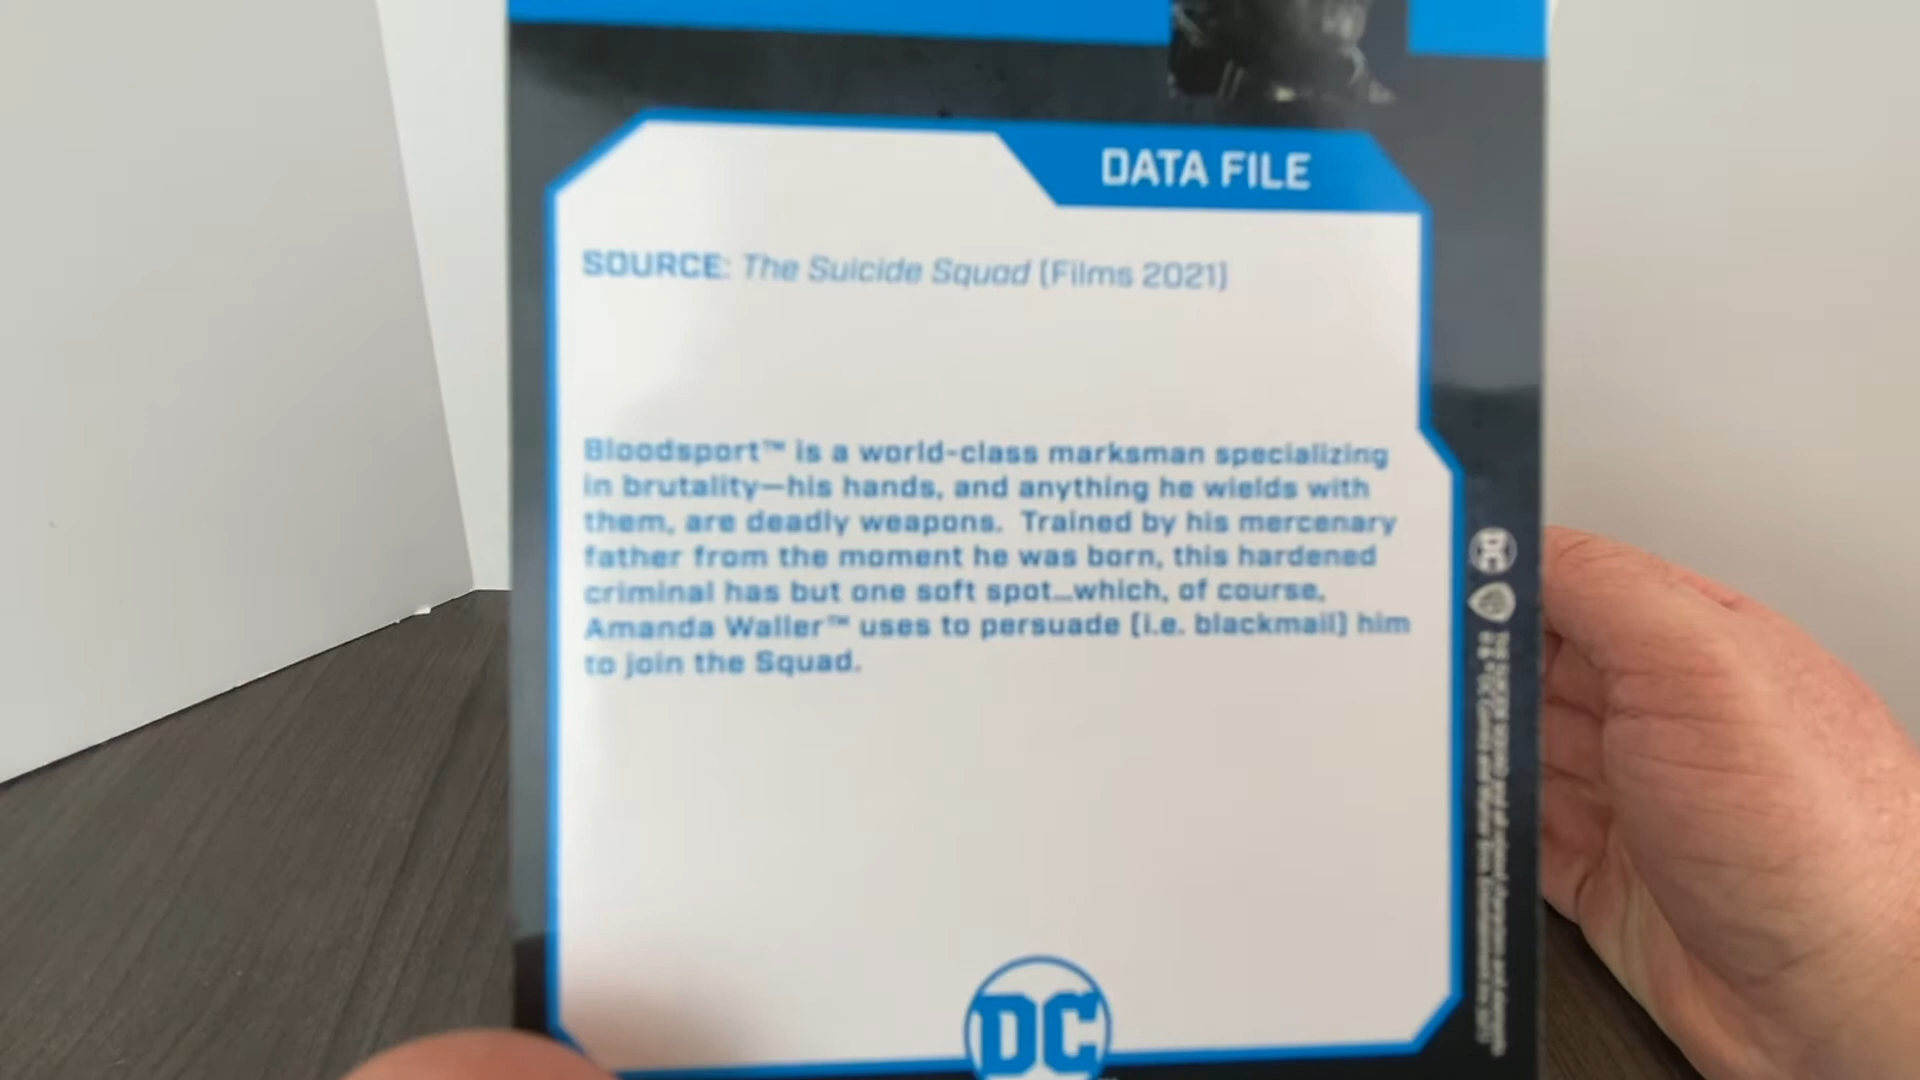 DATA FILE
SOURCE: The Suicide Squad (Films 2021)
Bloodsport™ is a world-class marksman specializing
in brutality—his hands, and anything he wields with
them, are deadly weapons. Trained by his mercenary
father from the moment he was born, this hardened
criminal has but one soft spot...which, of course,
Amanda Waller™ uses to persuade (i.e. blackmail) him
to join the Squad.
DC
DC